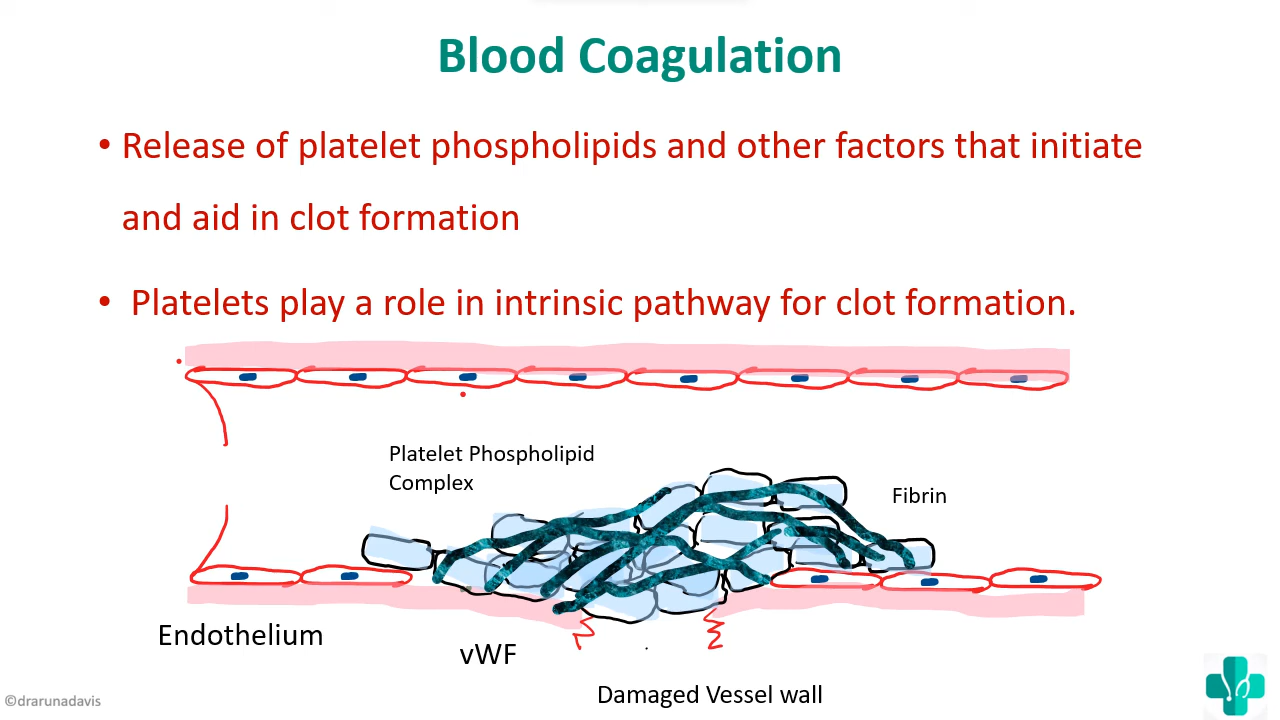 Blood Coagulation
• Release of platelet phospholipids and other factors that initiate
and aid in clot formation
• Platelets play a role in intrinsic pathway for clot formation.
Platelet Phospholipid
Complex
Fibrin
Endothelium
vWF
Damaged Vessel wall
©drarunadavis